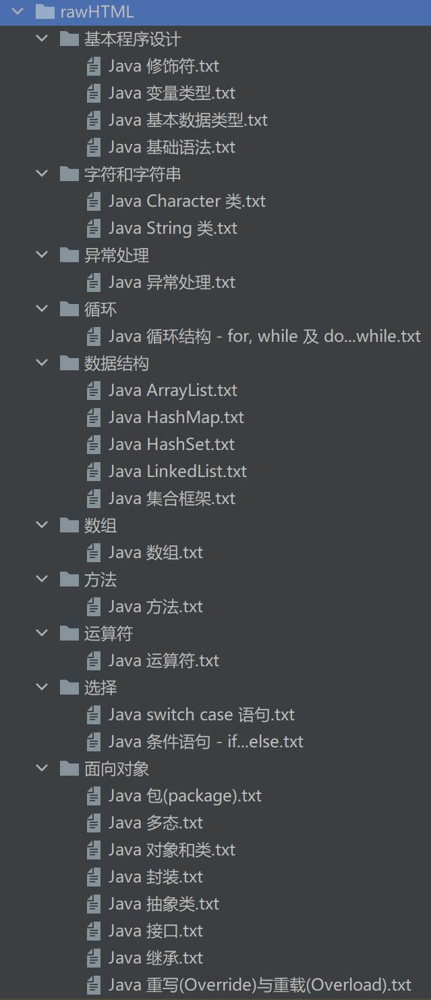 rawHTML
基本程序设计
Java 修饰符.txt
Java 变量类型.txt
Java 基本数据类型.txt
Java 基础语法.txt
字符和字符串
Java Character 类.txt
Java String 类.txt
异常处理
Java 异常处理.txt
循环
Java 循环结构 - for, while 及 do...while.txt
数据结构
Java ArrayList.txt
Java HashMap.txt
Java HashSet.txt
Java LinkedList.txt
Java 集合框架.txt
数组
Java 数组.txt
方法
Java 方法.txt
运算符
Java 运算符.txt
选择
Java switch case 语句.txt
Java 条件语句 - if...else.txt
面向对象
Java 包(package).txt
Java 多态.txt
Java 对象和类.txt
Java 封装.txt
Java 抽象类.txt
Java 接口.txt
Java 继承.txt
Java 重写(Override)与重载(Overload).txt